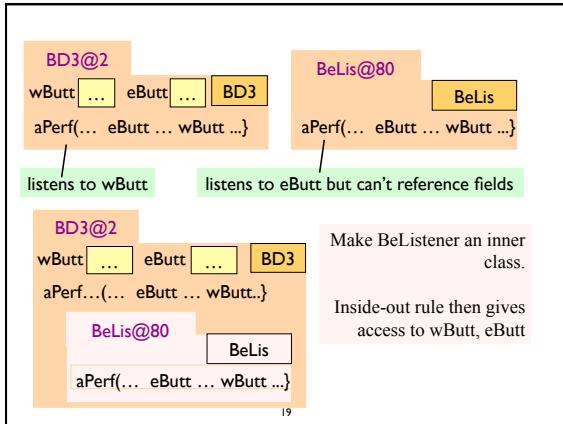 BD3@2
wButt … eButt … BD3
aPerf(… eButt … wButt ...}
listens to wButt
BeLis@80
BeLis
aPerf(… eButt … wButt ...}
listens to eButt but can't reference fields
BD3@2
wButt … eButt … BD3
aPerf…(… eButt … wButt..}
BeLis@80
BeLis
aPerf(… eButt … wButt ...}
Make BeListener an inner
class.
Inside-out rule then gives
access to wButt, eButt
19